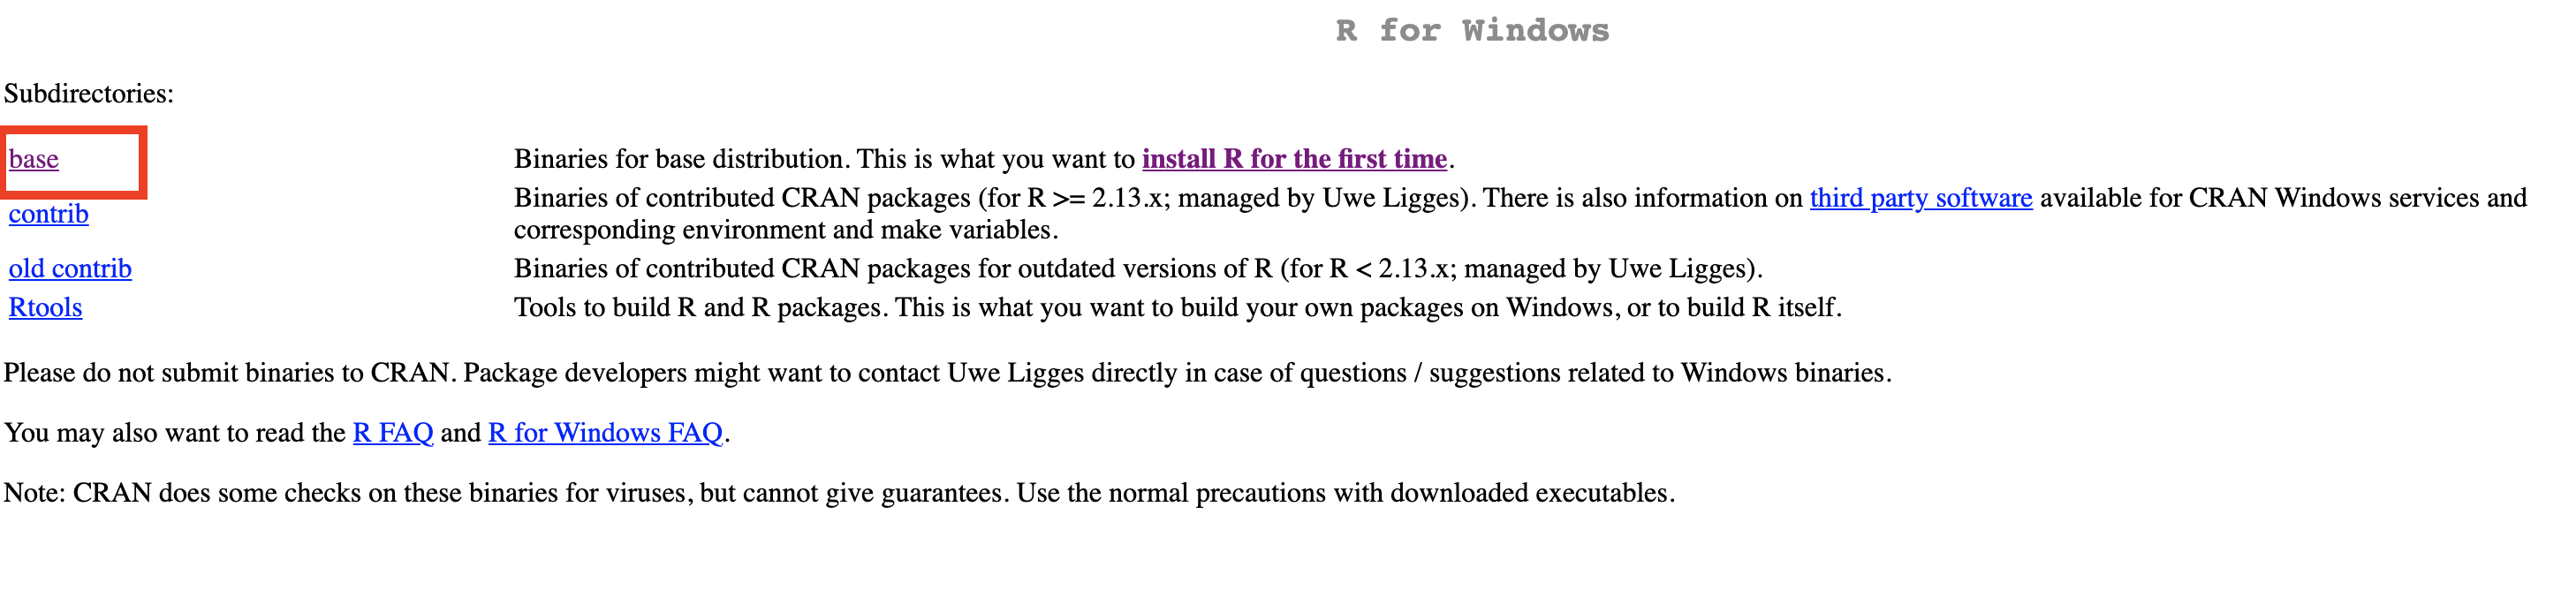 R for Windows
Subdirectories:
base Binaries for base distribution. This is what you want to install R for the first time.
contrib Binaries of contributed CRAN packages (for R >= 2.13.x; managed by Uwe Ligges). There is also information on third party software available for CRAN Windows services and
corresponding environment and make variables.
old contrib Binaries of contributed CRAN packages for outdated versions of R (for R < 2.13.x; managed by Uwe Ligges).
Rtools Tools to build R and R packages. This is what you want to build your own packages on Windows, or to build R itself.
Please do not submit binaries to CRAN. Package developers might want to contact Uwe Ligges directly in case of questions / suggestions related to Windows binaries.
You may also want to read the R FAQ and R for Windows FAQ.
Note: CRAN does some checks on these binaries for viruses, but cannot give guarantees. Use the normal precautions with downloaded executables.